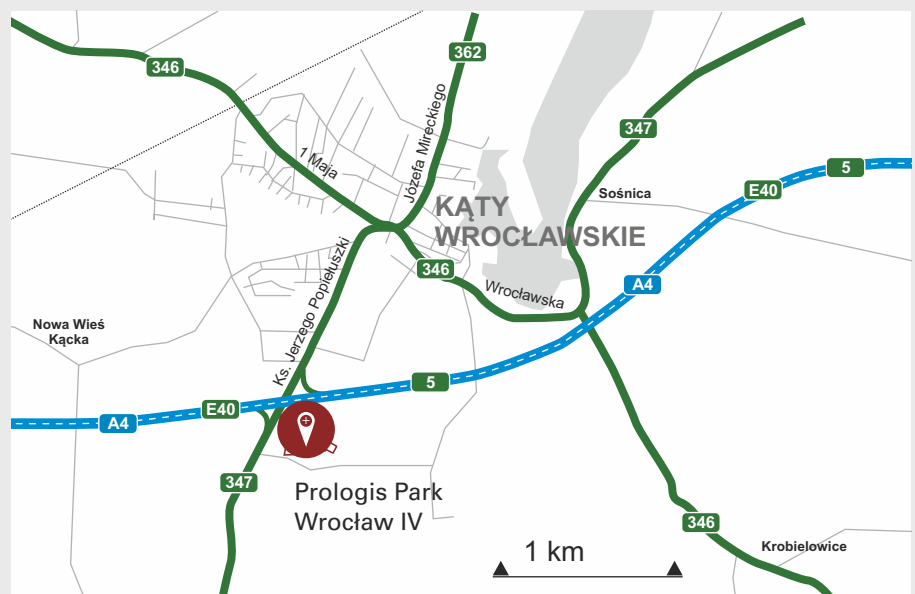 362
346
347
1 Maja
Józefa Mireckiego
5
E40
Sośnica
KĄTY
WROCŁAWSKIE
346
A4
Wrocławska
Ks. Jerzego Popiełuszki
Nowa Wieś
Kącka
5
E40
A4
347
Prologis Park
Wrocław IV
346
Krobielowice
1 km